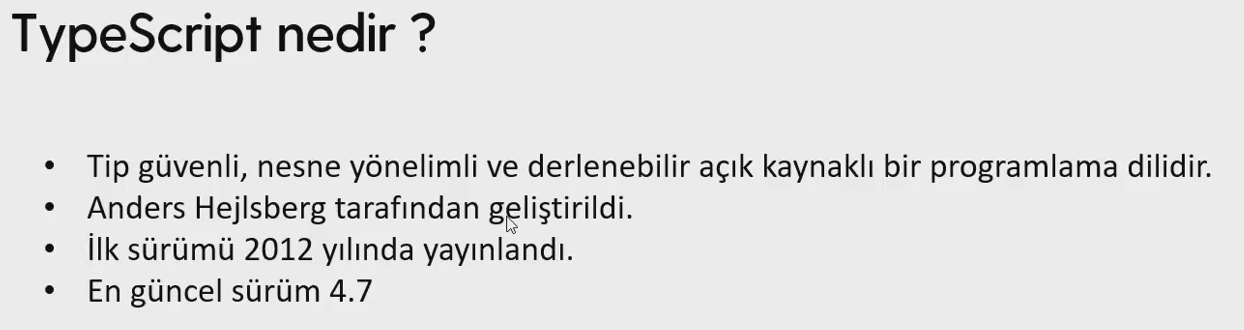 TypeScript nedir ?
• Tip güvenli, nesne yönelimli ve derlenebilir açık kaynaklı bir programlama dilidir.
• Anders Hejlsberg tarafından geliştirildi.
• İlk sürümü 2012 yılında yayınlandı.
• En güncel sürüm 4.7